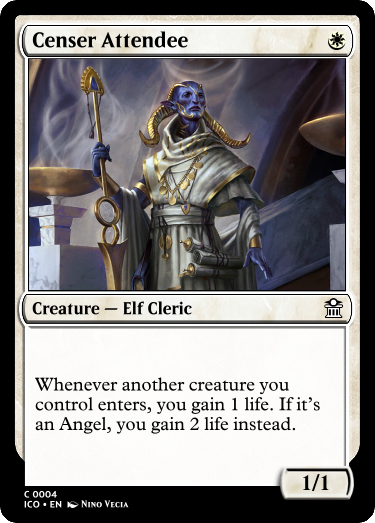 Censer Attendee
Creature — Elf Cleric
Whenever another creature you
control enters, you gain 1 life. If it's
an Angel, you gain 2 life instead.
1/1
C 0004
ICO • EN Nino Vecia